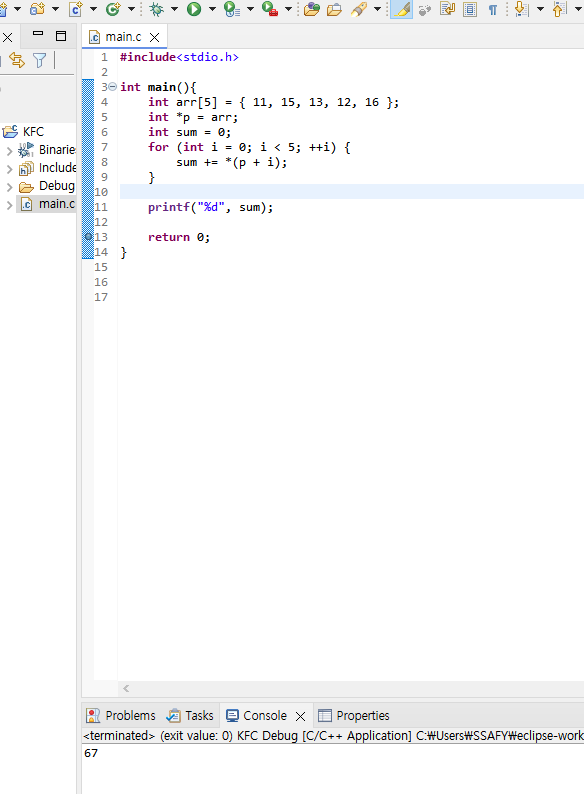 main.c
1 #include<stdio.h>
2
3 int main(){
4     int arr[5] = { 11, 15, 13, 12, 16 };
5     int *p = arr;
6     int sum = 0;
7     for (int i = 0; i < 5; ++i) {
8         sum += *(p + i);
9     }
10
11     printf("%d", sum);
12
13     return 0;
14 }
15
16
17
KFC
Binarie
Include
Debug
main.c
Problems Tasks Console Properties
<terminated> (exit value: 0) KFC Debug [C/C++ Application] C:₩Users₩SSAFY₩eclipse-work
67